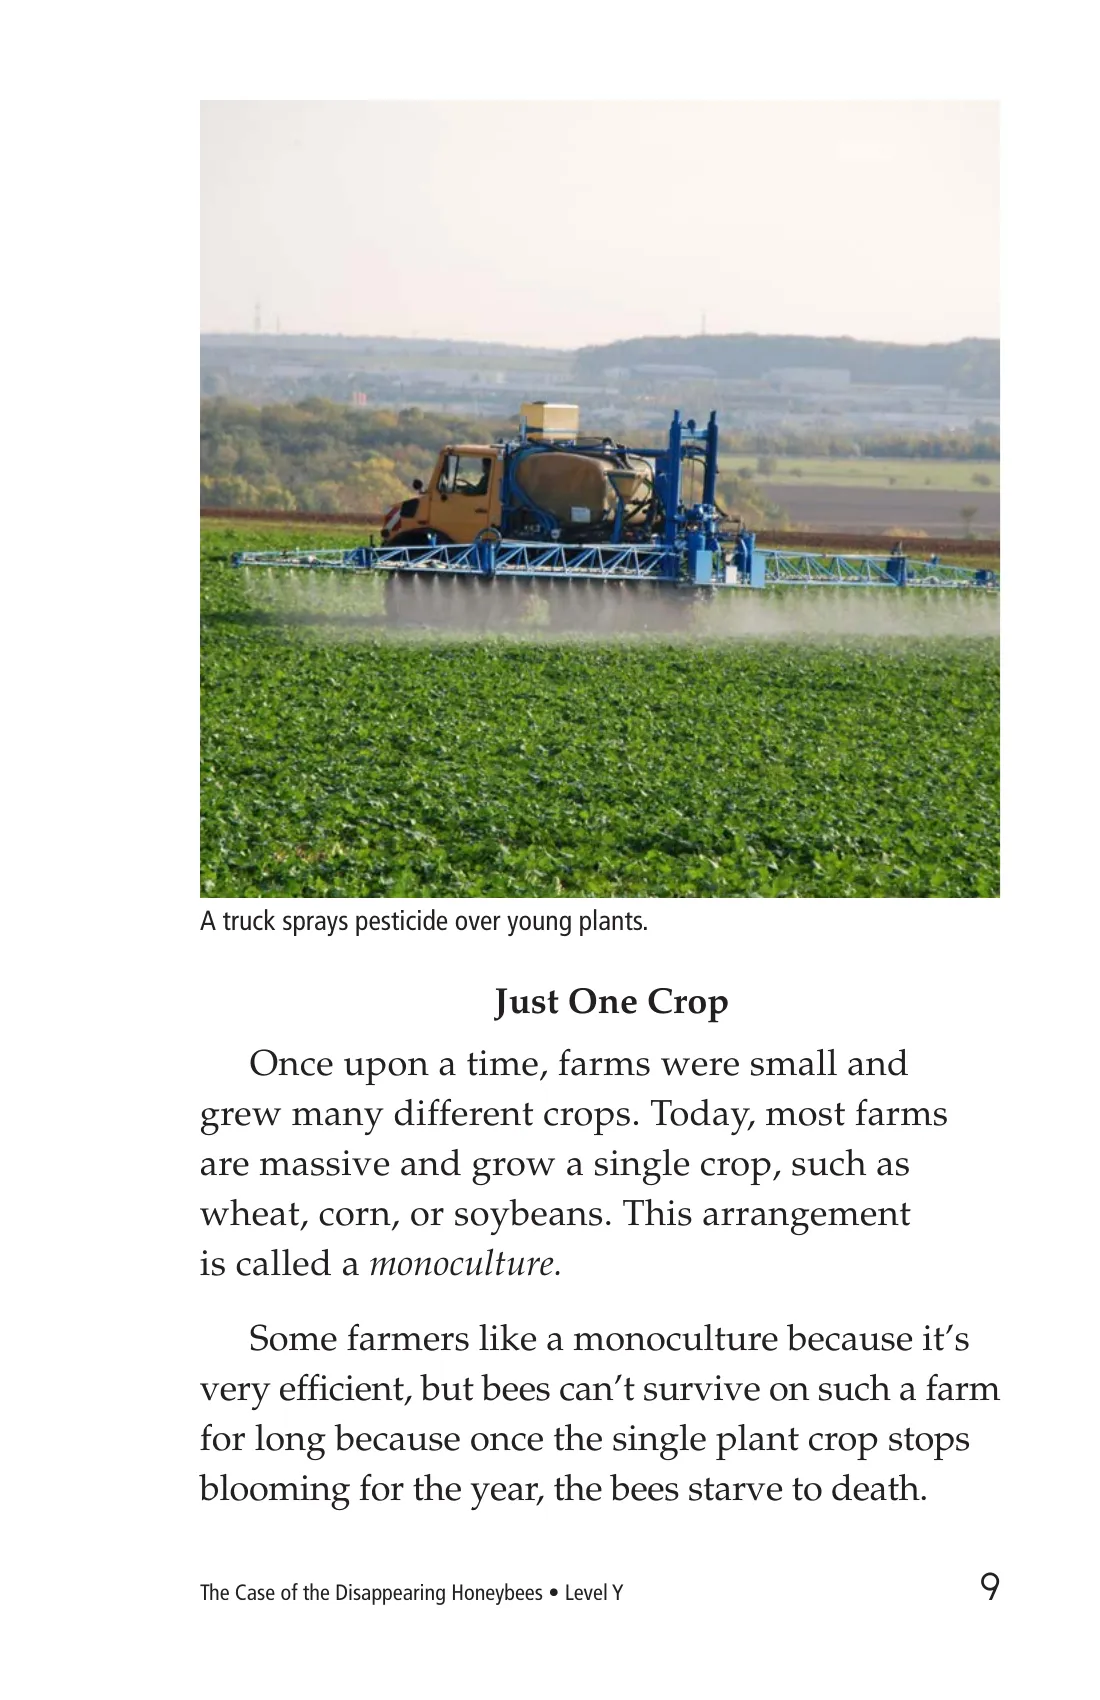 A truck sprays pesticide over young plants.
Just One Crop
Once upon a time, farms were small and
grew many different crops. Today, most farms
are massive and grow a single crop, such as
wheat, corn, or soybeans. This arrangement
is called a monoculture.
Some farmers like a monoculture because it’s
very efficient, but bees can’t survive on such a farm
for long because once the single plant crop stops
blooming for the year, the bees starve to death.
The Case of the Disappearing Honeybees • Level Y
9